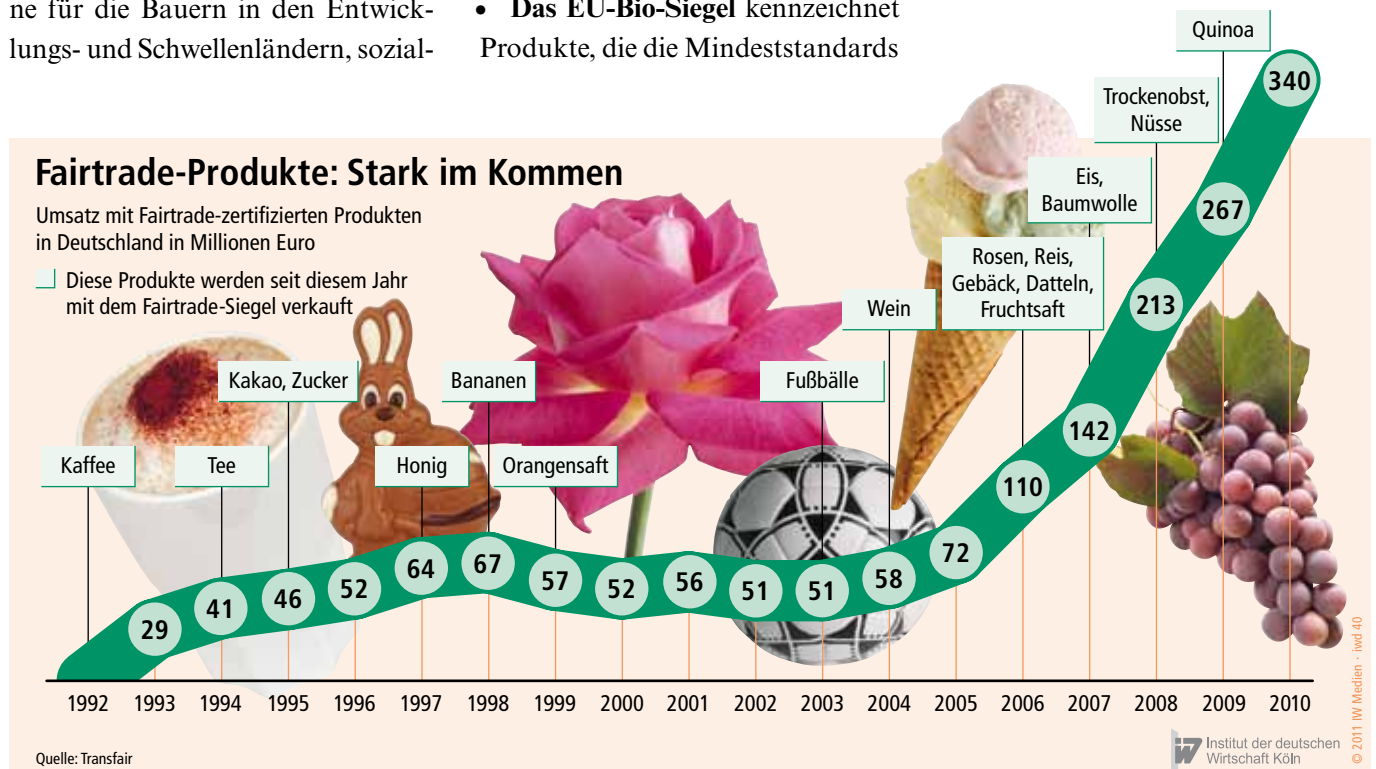 ne für die Bauern in den Entwick-
lungs- und Schwellenländern, sozial-
• Das EU-Bio-Siegel kennzeichnet
Produkte, die die Mindeststandards
Fairtrade-Produkte: Stark im Kommen
Umsatz mit Fairtrade-zertifizierten Produkten
in Deutschland in Millionen Euro
Diese Produkte werden seit diesem Jahr
mit dem Fairtrade-Siegel verkauft
Kaffee
Tee
Kakao, Zucker
Honig
Bananen
Orangensaft
Fußbälle
Wein
Rosen, Reis,
Gebäck, Datteln,
Fruchtsaft
Eis,
Baumwolle
Trockenobst,
Nüsse
Quinoa
29
41
46
52
64
67
57
52
56
51
51
58
72
110
142
213
267
340
1992
1993
1994
1995
1996
1997
1998
1999
2000
2001
2002
2003
2004
2005
2006
2007
2008
2009
2010
Quelle: Transfair
Institut der deutschen
Wirtschaft Köln
© 2011 IW Medien · iwd 40